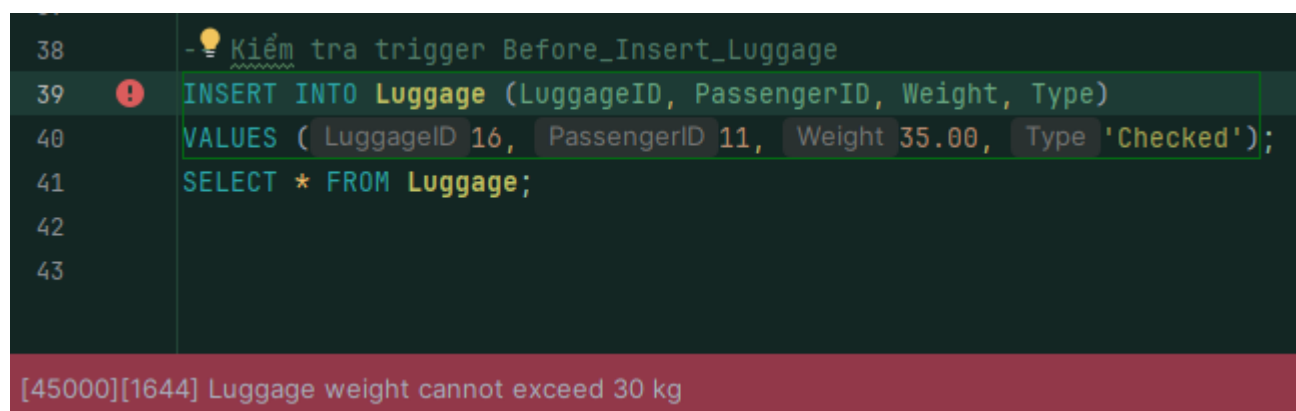 38 -- Kiểm tra trigger Before_Insert_Luggage
39 INSERT INTO Luggage (LuggageID, PassengerID, Weight, Type)
40 VALUES ( LuggageID 16, PassengerID 11, Weight 35.00, Type 'Checked');
41 SELECT * FROM Luggage;
42
43
[45000][1644] Luggage weight cannot exceed 30 kg